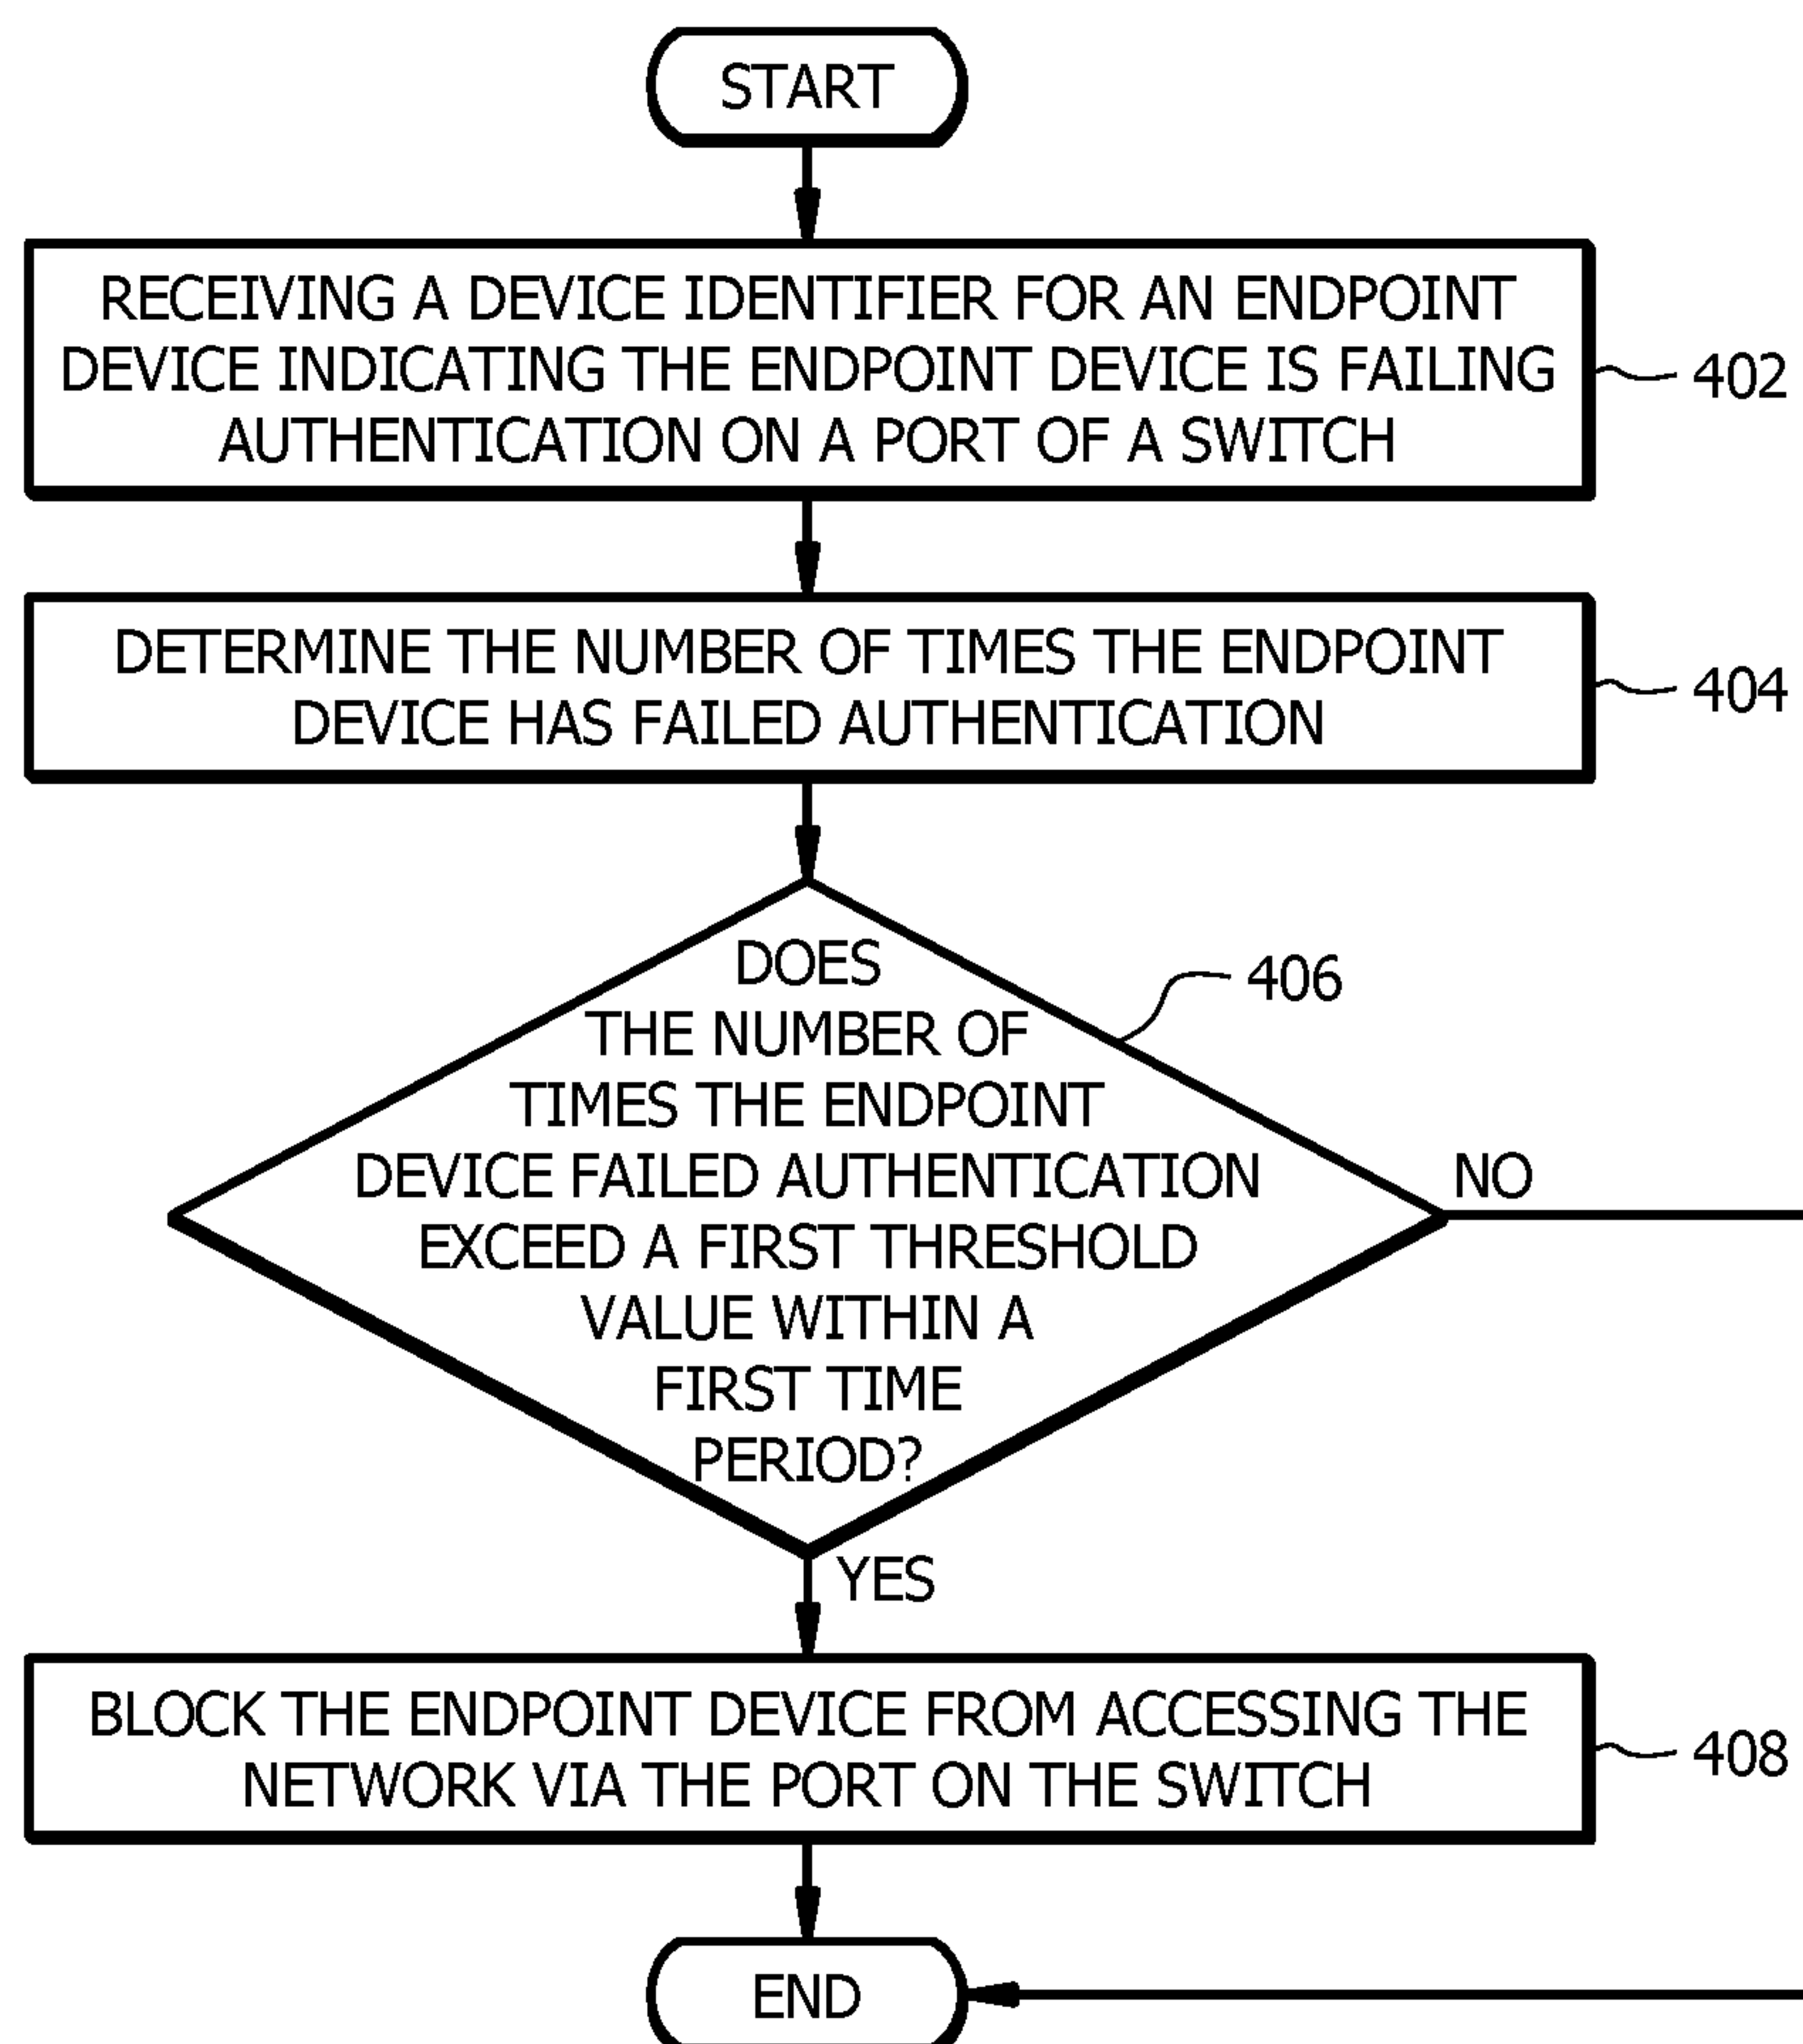 START
RECEIVING A DEVICE IDENTIFIER FOR AN ENDPOINT
DEVICE INDICATING THE ENDPOINT DEVICE IS FAILING
AUTHENTICATION ON A PORT OF A SWITCH
402
DETERMINE THE NUMBER OF TIMES THE ENDPOINT
DEVICE HAS FAILED AUTHENTICATION
404
DOES
THE NUMBER OF
TIMES THE ENDPOINT
DEVICE FAILED AUTHENTICATION
EXCEED A FIRST THRESHOLD
VALUE WITHIN A
FIRST TIME
PERIOD?
406
NO
YES
BLOCK THE ENDPOINT DEVICE FROM ACCESSING THE
NETWORK VIA THE PORT ON THE SWITCH
408
END